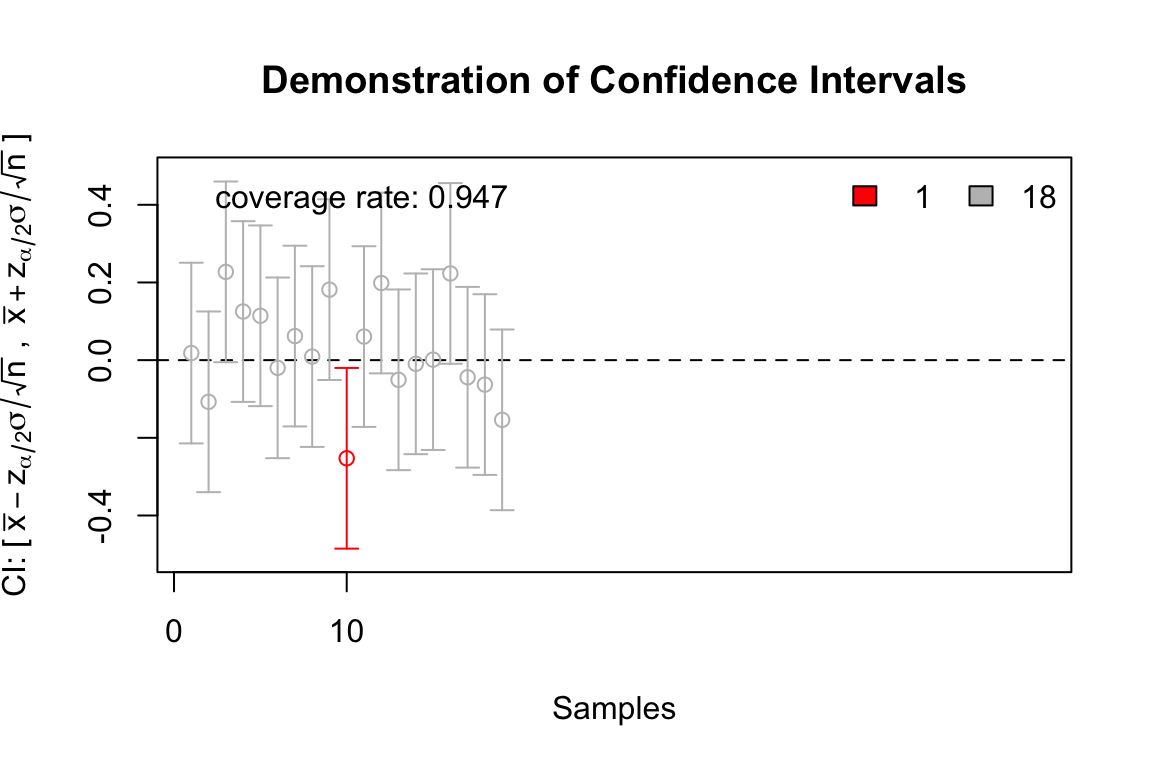 Demonstration of Confidence Intervals
CI: [ x̅ − zα/2σ/√n , x̅ + zα/2σ/√n ]
coverage rate: 0.947
1 18
0.4
0.2
0.0
-0.4
0 10
Samples